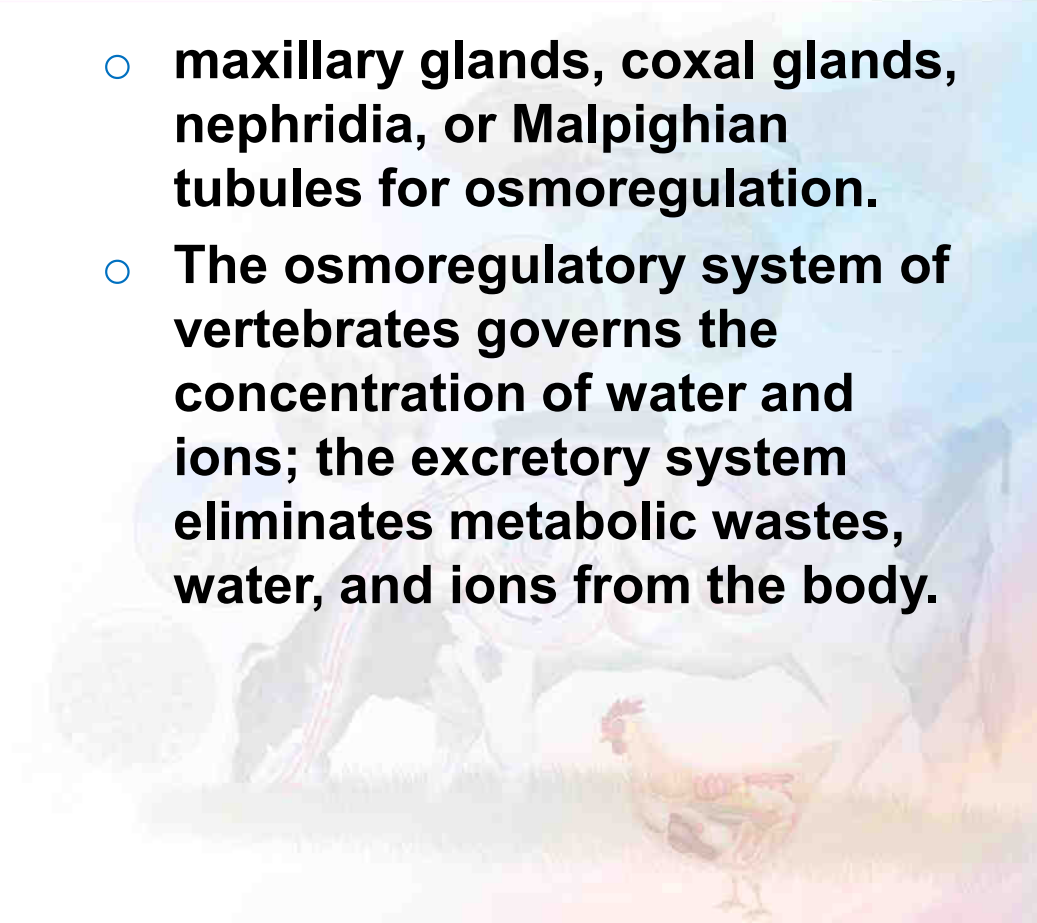 maxillary glands, coxal glands,
nephridia, or Malpighian
tubules for osmoregulation.
The osmoregulatory system of
vertebrates governs the
concentration of water and
ions; the excretory system
eliminates metabolic wastes,
water, and ions from the body.